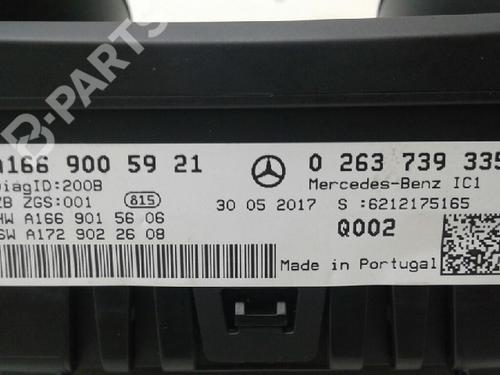 B-PARTS
A166 900 59 21
0 263 739 335
DiagID:200B
Mercedes-Benz IC1
ZB ZGS:001
815
30 05 2017
S :6212175165
HW A166 901 56 06
SW A172 902 26 08
Q002
Made in Portugal